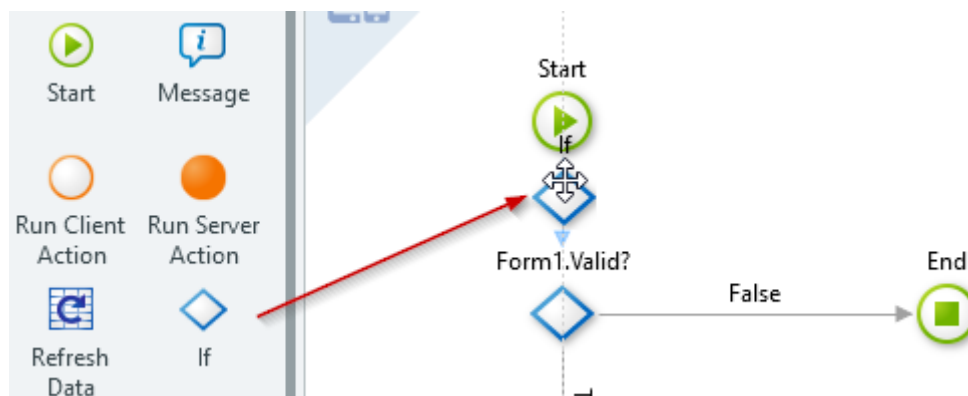 Start
Message
Run Client
Action
Run Server
Action
Refresh
Data
If
Start
If
Form1.Valid?
False
End